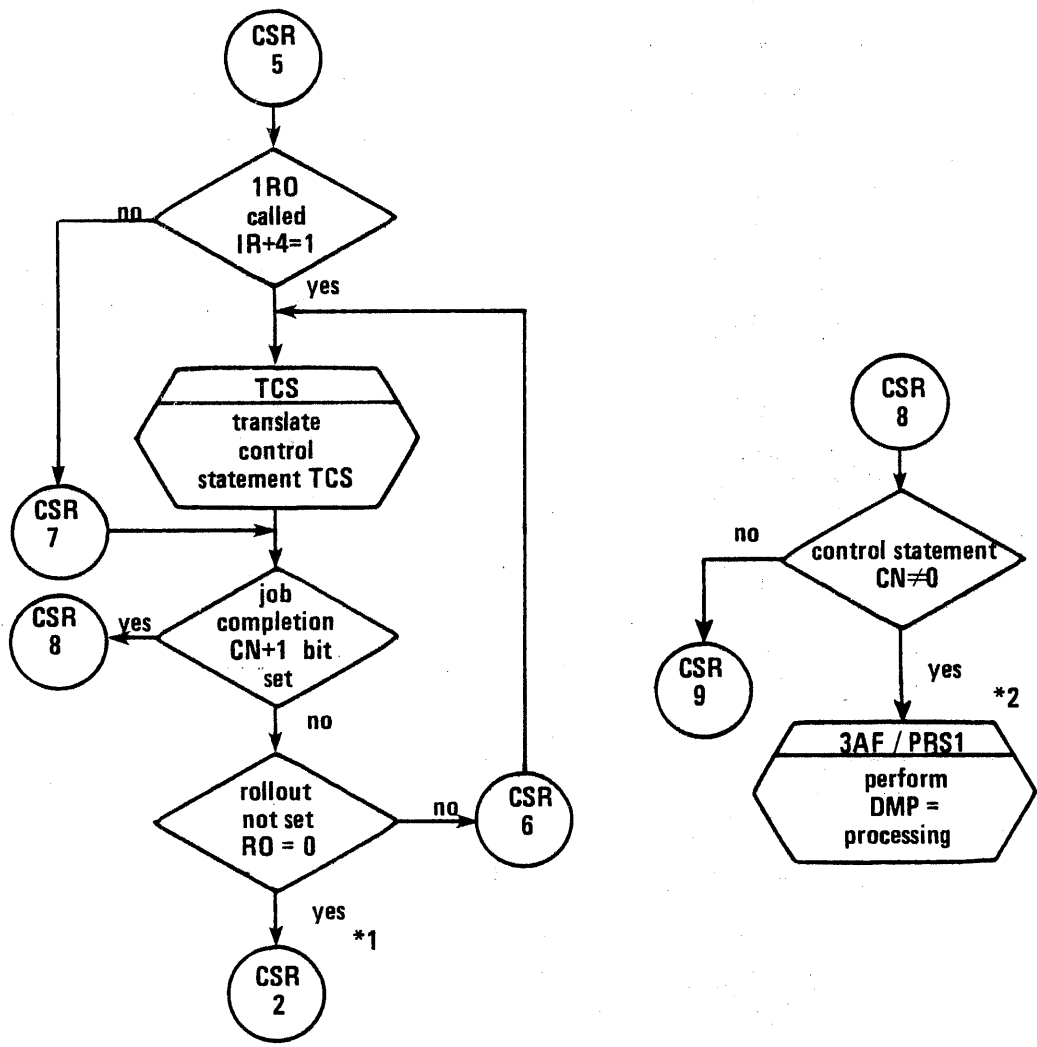 CSR
5
1RO
called
IR+4=1
no
yes
TCS
translate
control
statement TCS
CSR
7
job
completion
CN+1 bit
set
yes
CSR
8
no
rollout
not set
RO = 0
no
CSR
6
yes
*1
CSR
2
CSR
8
control statement
CN≠0
no
CSR
9
yes
*2
3AF / PRS1
perform
DMP =
processing